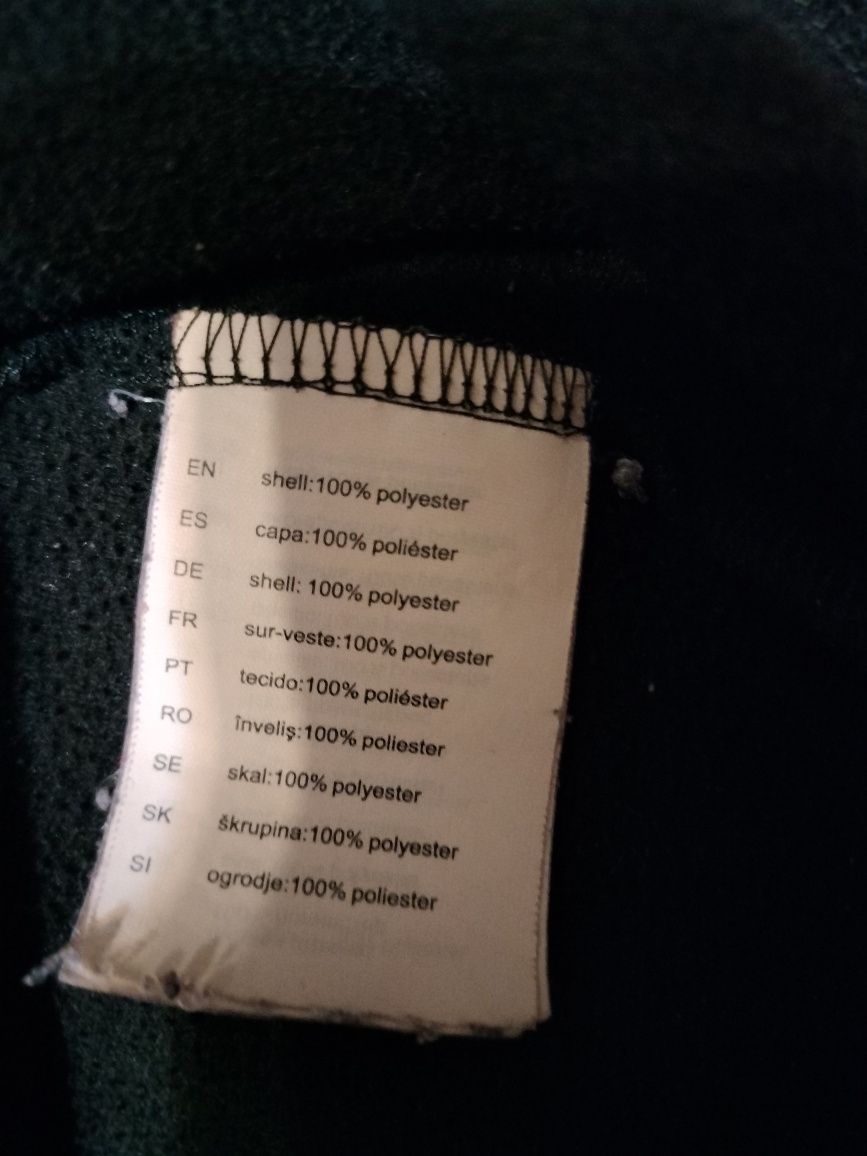 EN shell:100% polyester
ES capa:100% poliéster
DE shell: 100% polyester
FR sur-veste:100% polyester
PT tecido:100% poliéster
RO înveliş:100% poliester
SE skal:100% polyester
SK škrupina:100% polyester
SI ogrodje:100% poliester